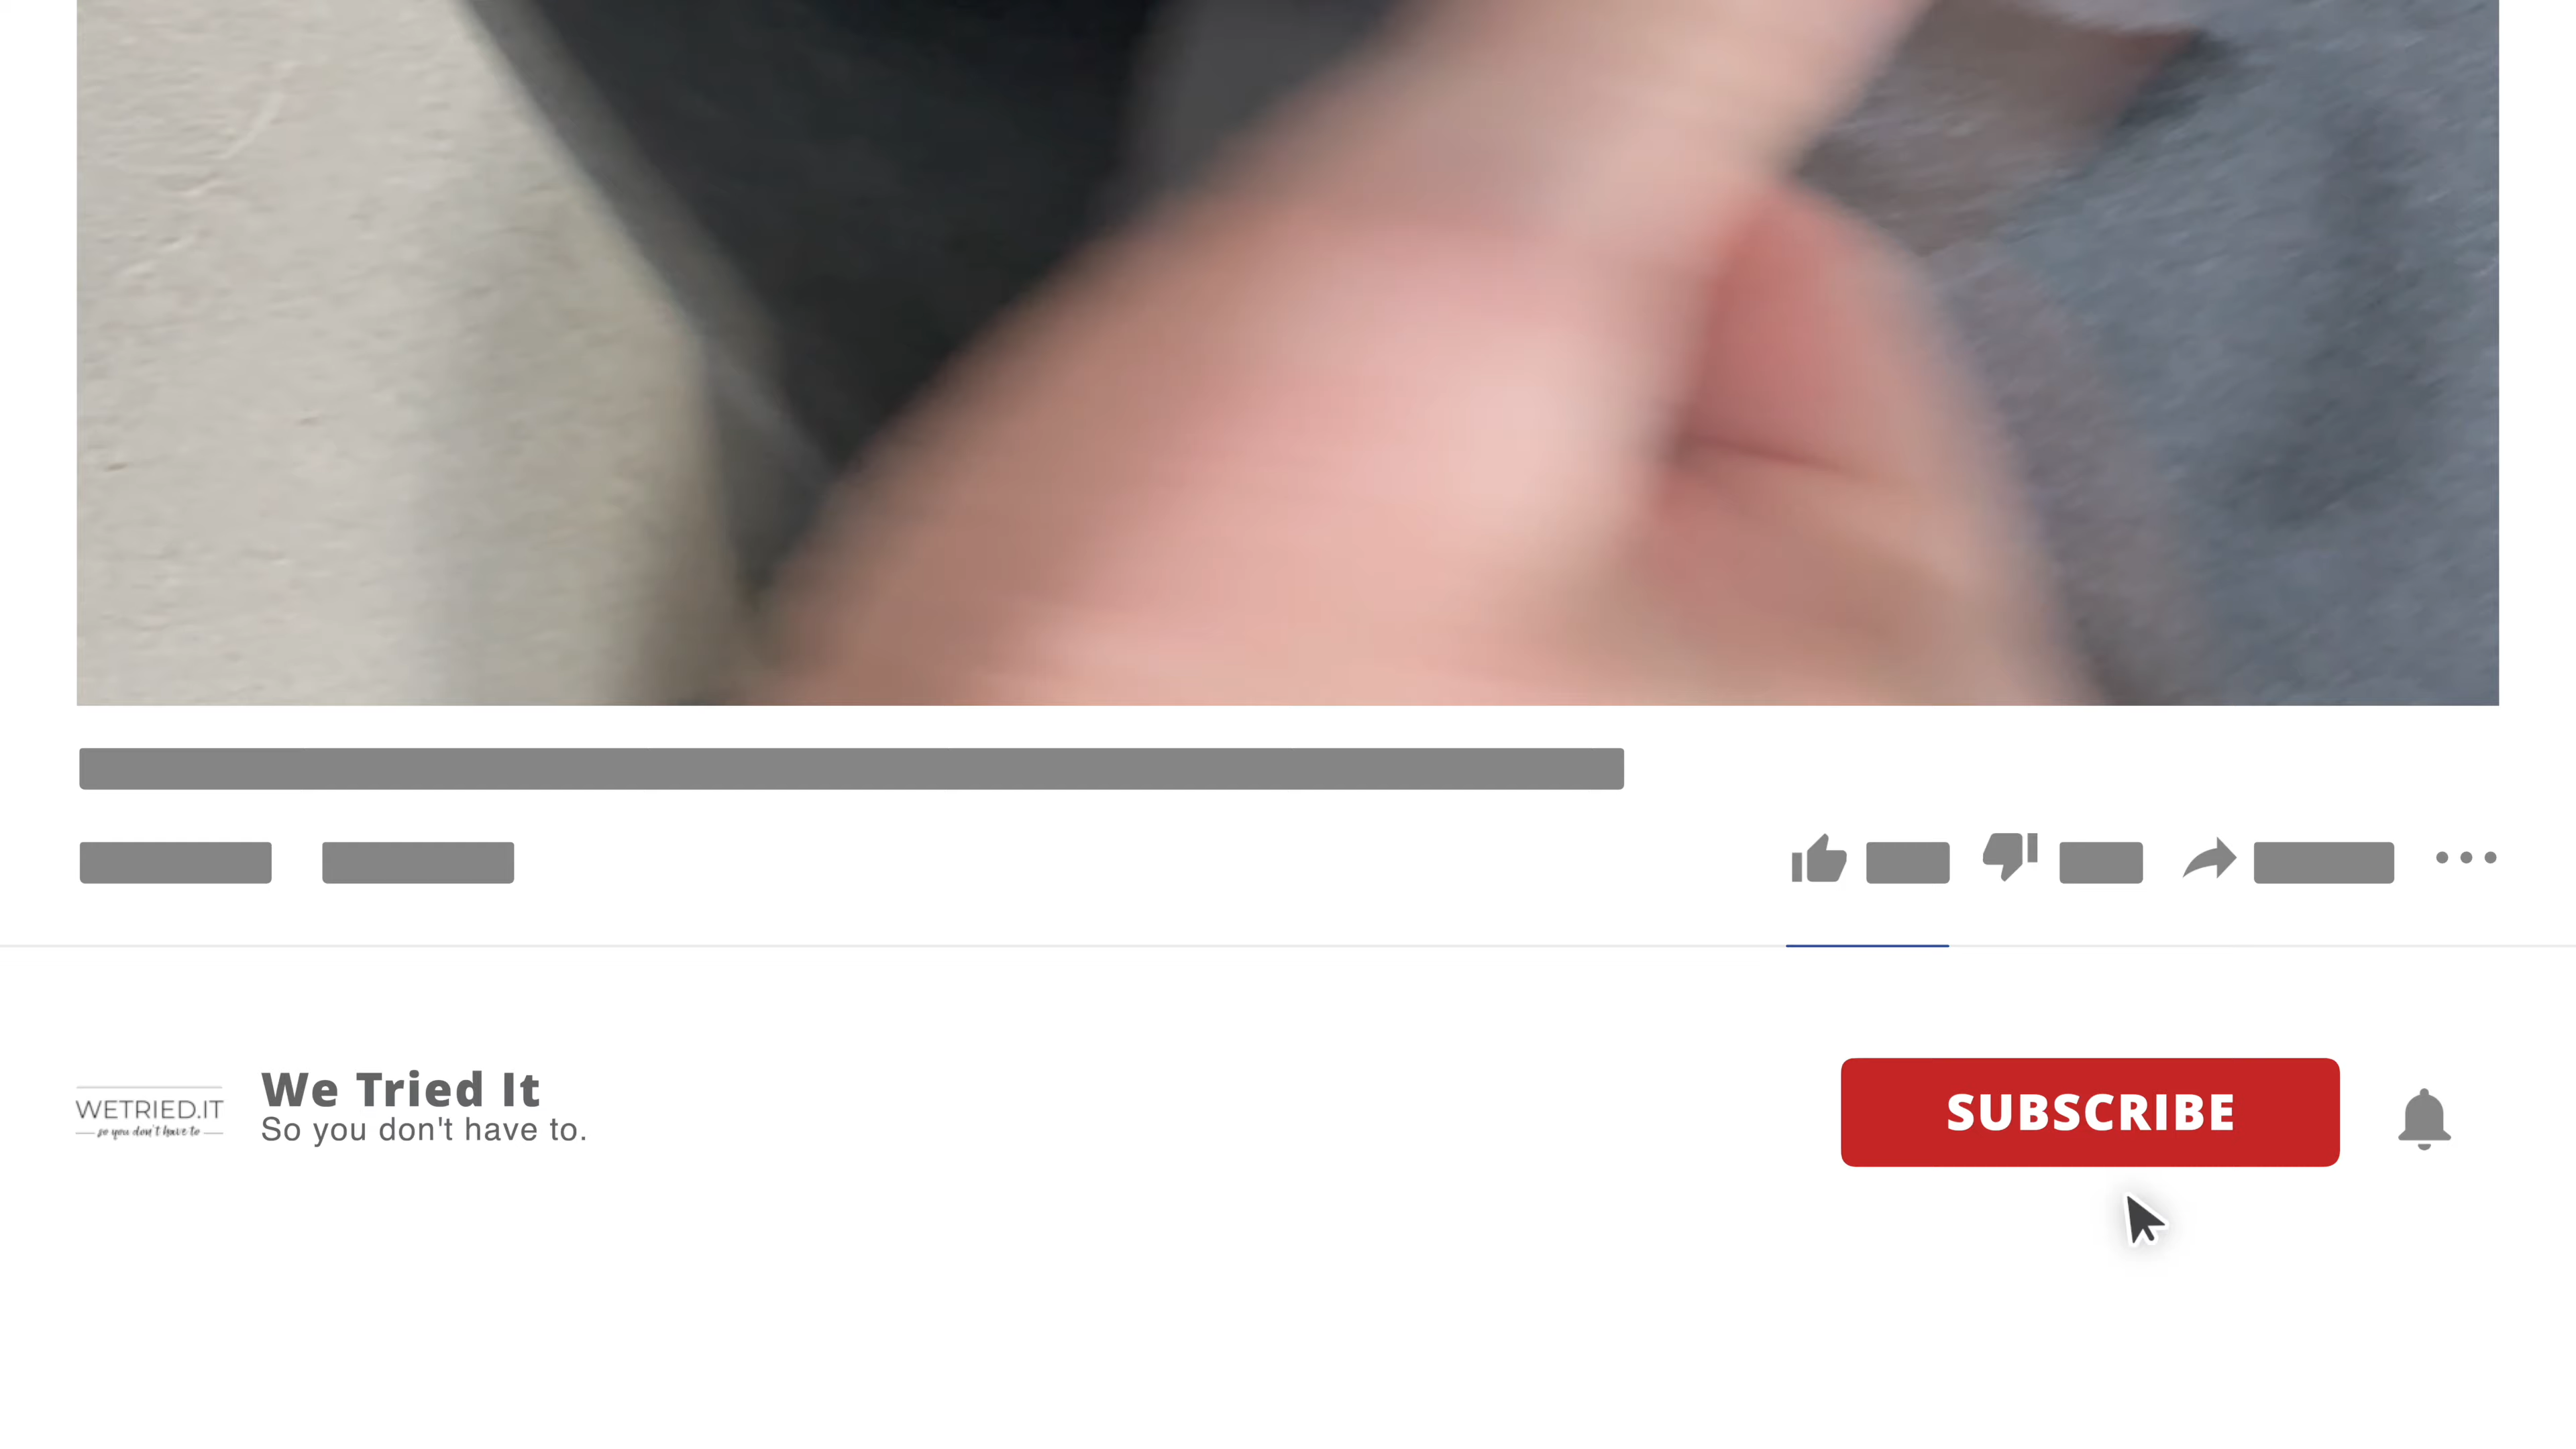 WETRIED.IT
so you don't have to
We Tried It
So you don't have to.
SUBSCRIBE